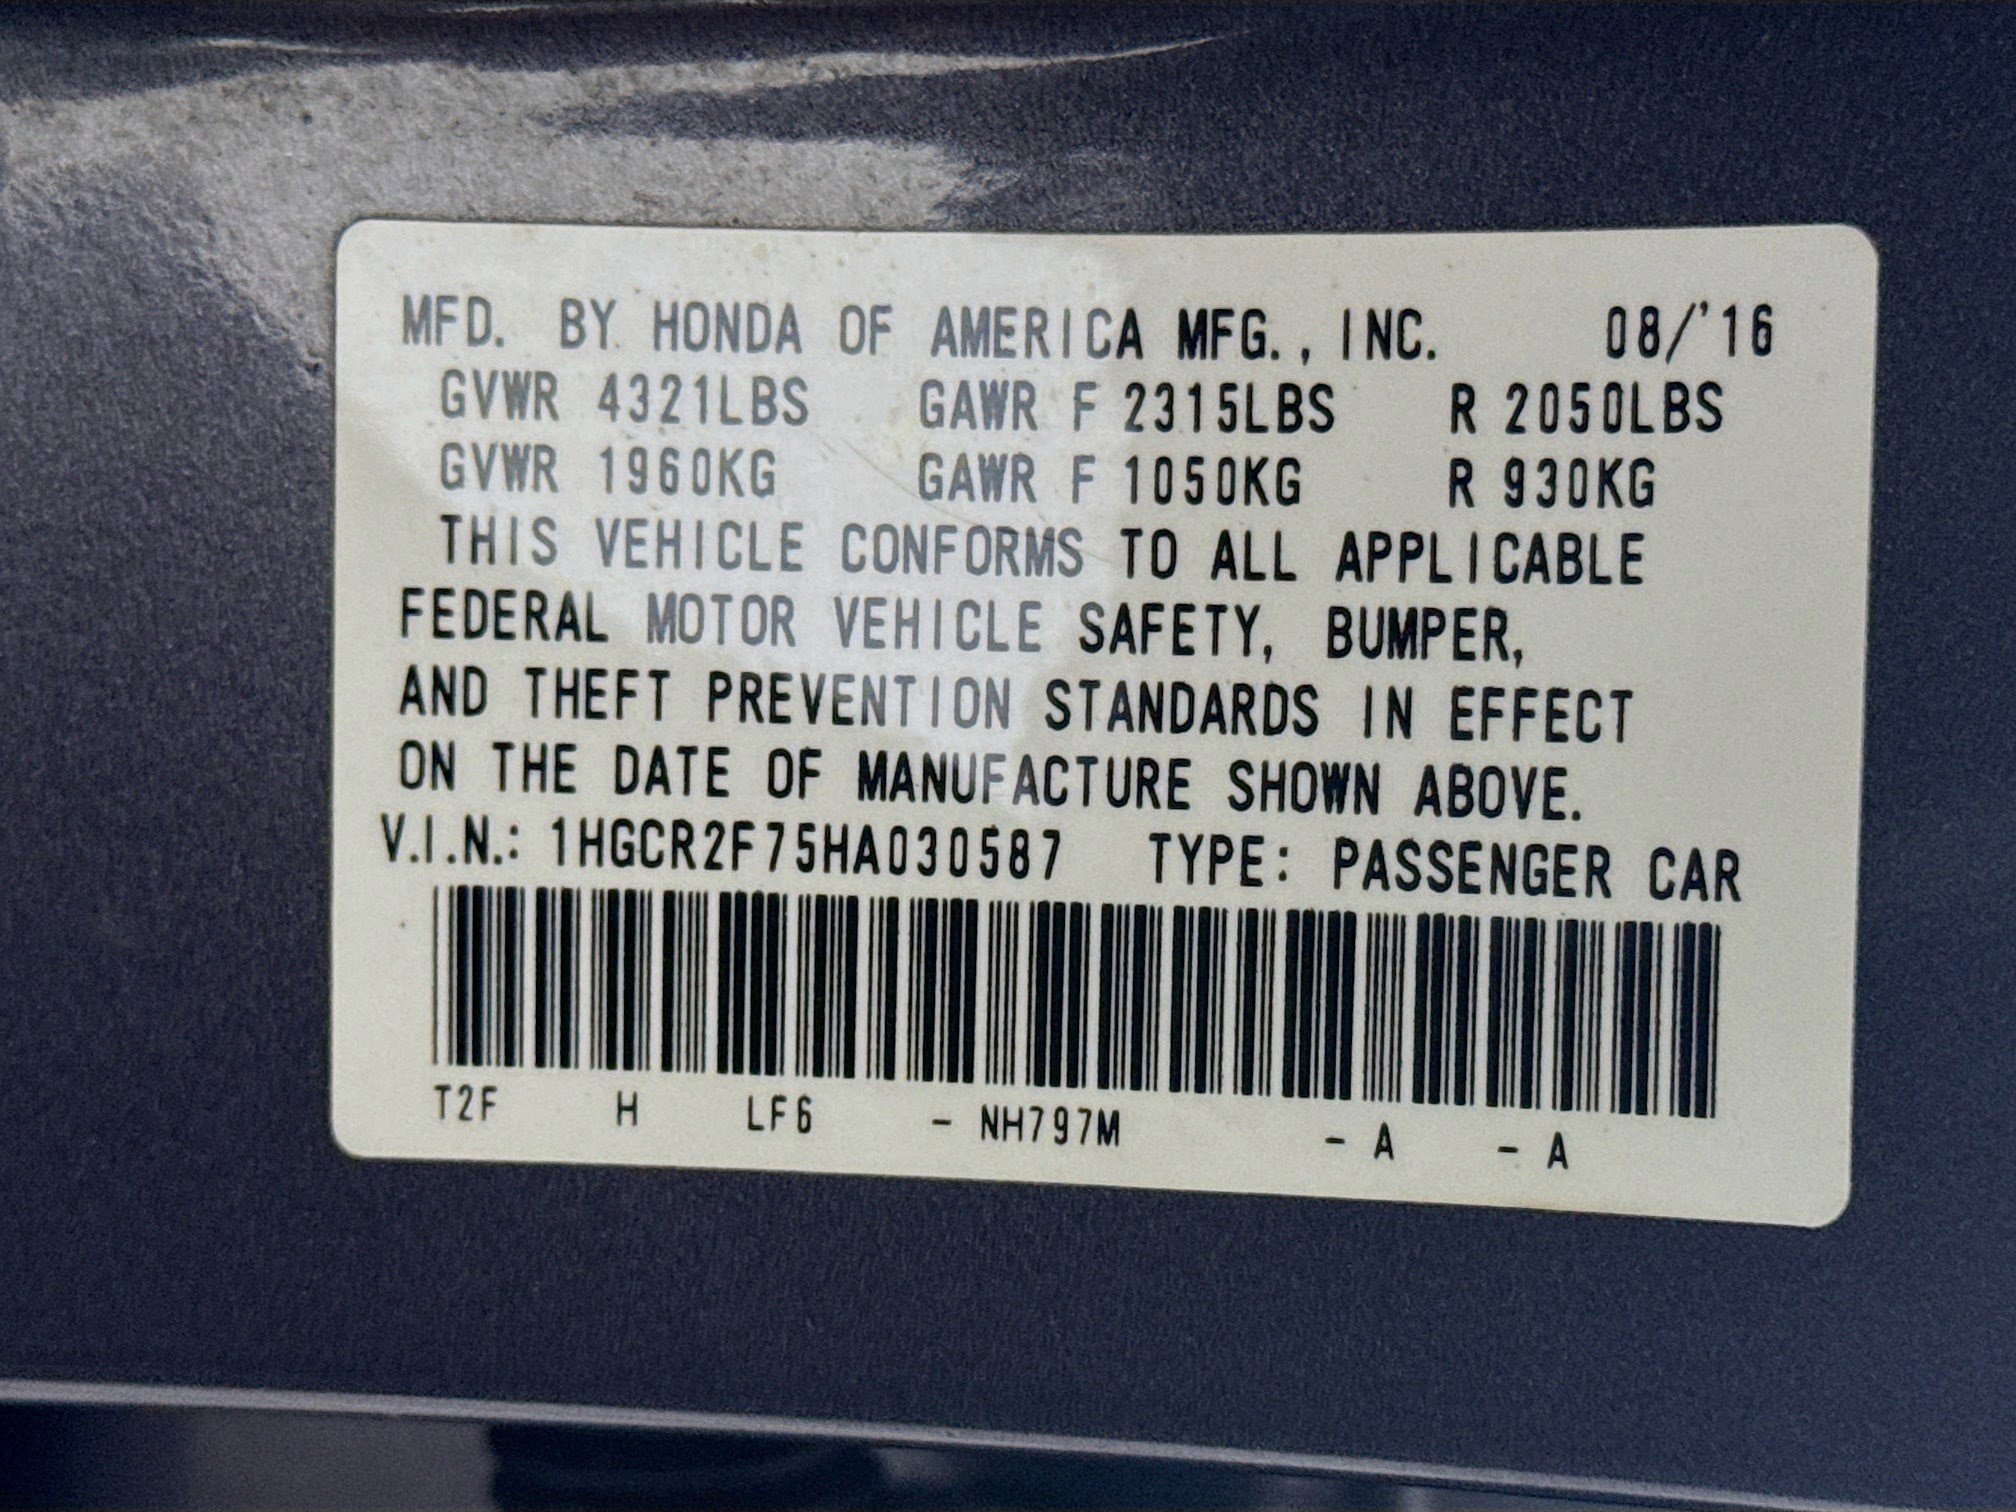 MFD. BY HONDA OF AMERICA MFG., INC. 08/'16
GVWR 4321LBS GAWR F 2315LBS R 2050LBS
GVWR 1960KG GAWR F 1050KG R 930KG
THIS VEHICLE CONFORMS TO ALL APPLICABLE
FEDERAL MOTOR VEHICLE SAFETY, BUMPER,
AND THEFT PREVENTION STANDARDS IN EFFECT
ON THE DATE OF MANUFACTURE SHOWN ABOVE.
V.I.N.: 1HGCR2F75HA030587 TYPE: PASSENGER CAR
T2F H LF6 - NH797M - A - A